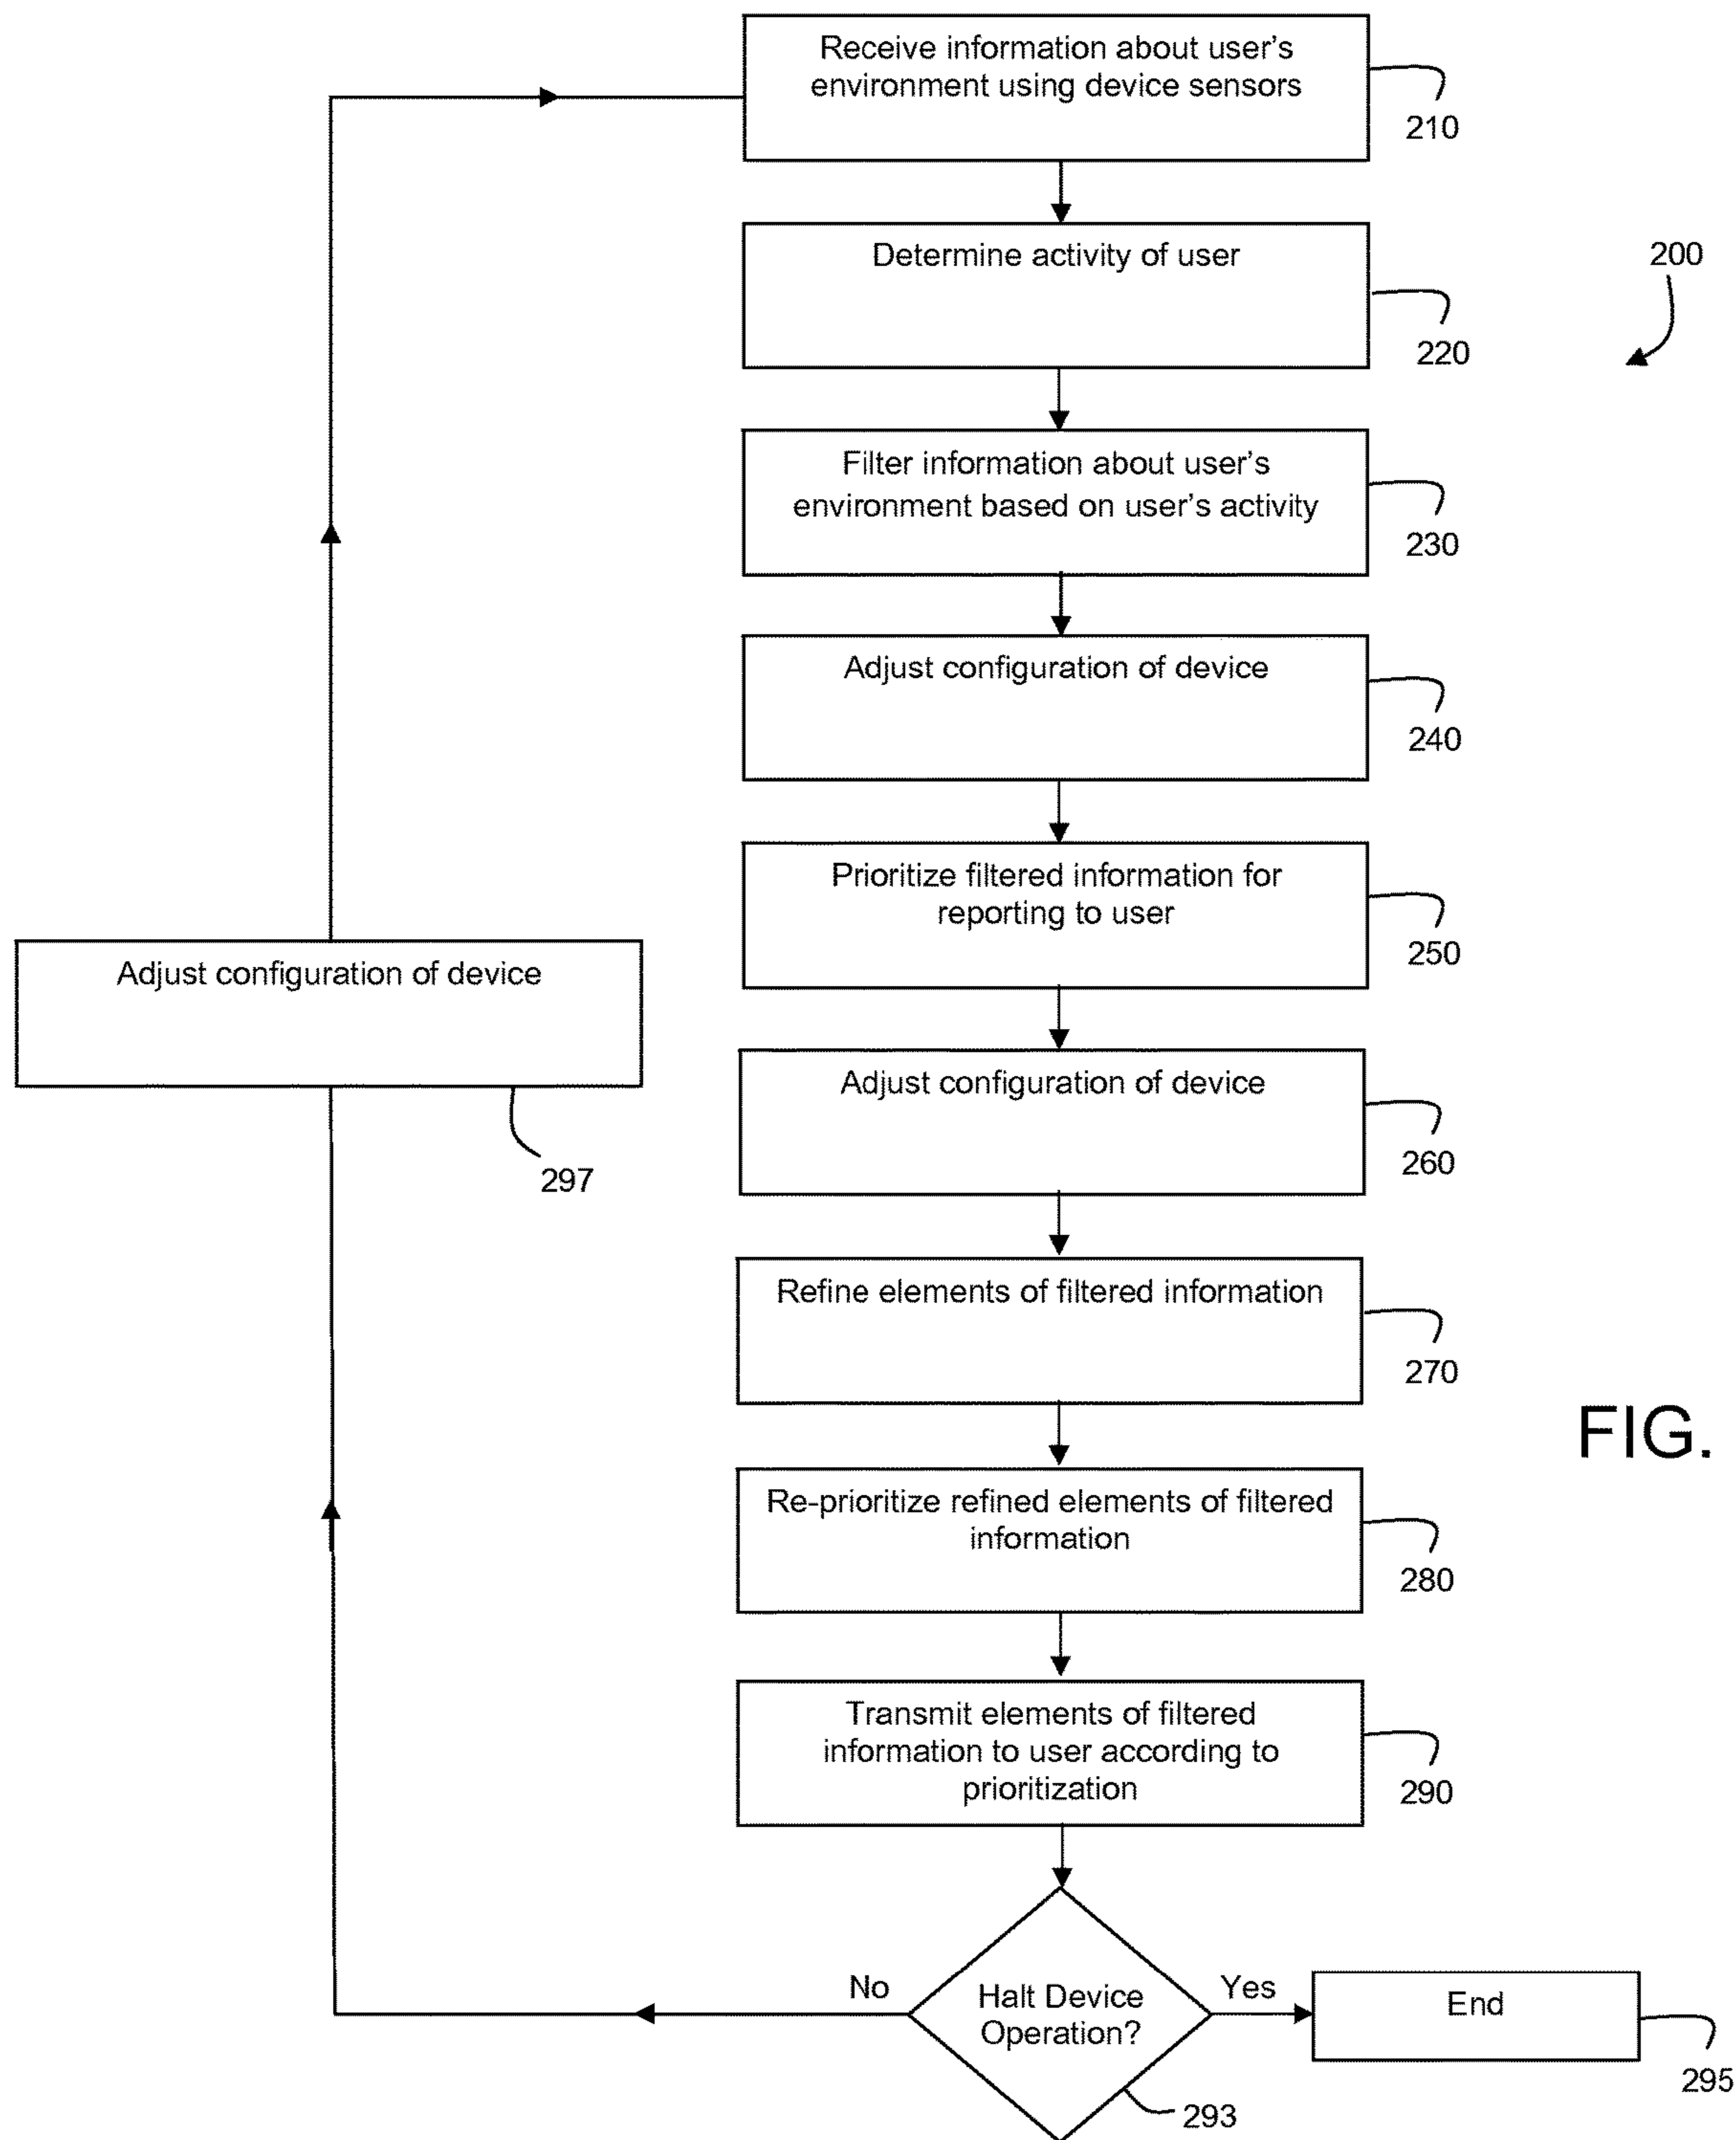 Receive information about user's
environment using device sensors
210
Determine activity of user
220
200
Filter information about user's
environment based on user's activity
230
Adjust configuration of device
240
Prioritize filtered information for
reporting to user
250
Adjust configuration of device
297
Adjust configuration of device
260
Refine elements of filtered information
270
FIG.
Re-prioritize refined elements of filtered
information
280
Transmit elements of filtered
information to user according to
prioritization
290
No
Halt Device
Operation?
Yes
End
295
293